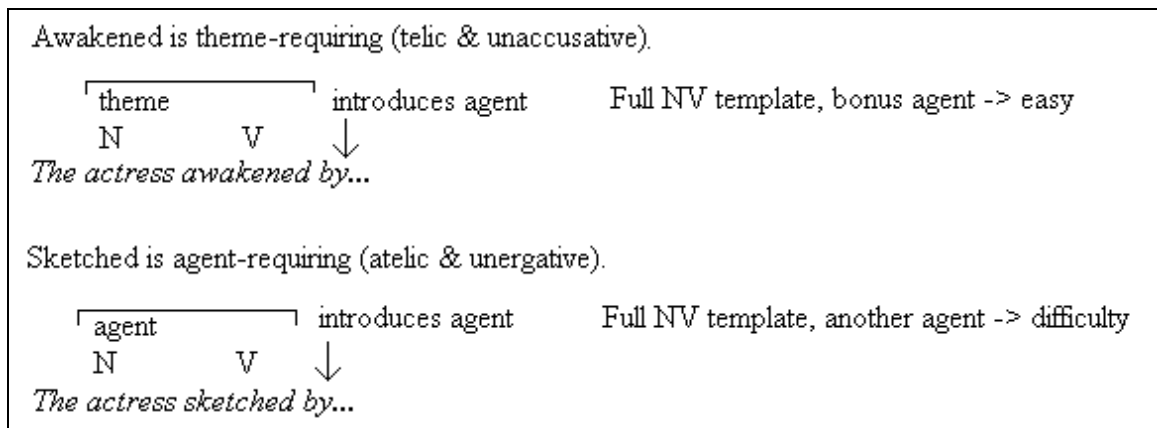 Awakened is theme-requiring (telic & unaccusative).
theme introduces agent Full NV template, bonus agent -> easy
N V
The actress awakened by...
Sketched is agent-requiring (atelic & unergative).
agent introduces agent Full NV template, another agent -> difficulty
N V
The actress sketched by...